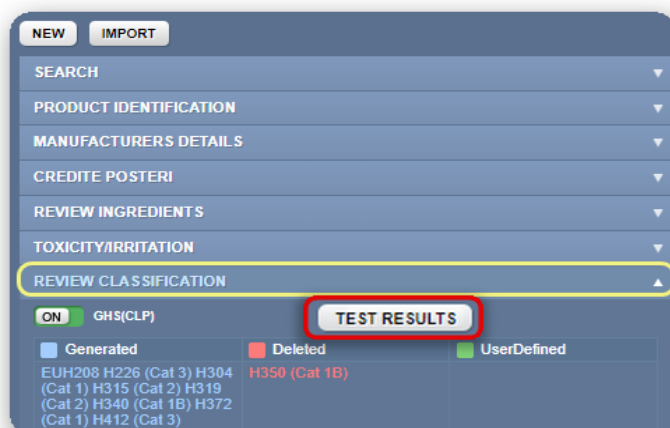 NEW IMPORT
SEARCH
PRODUCT IDENTIFICATION
MANUFACTURERS DETAILS
CREDITE POSTERI
REVIEW INGREDIENTS
TOXICITY/IRRITATION
REVIEW CLASSIFICATION
ON GHS(CLP) TEST RESULTS
Generated Deleted UserDefined
EUH208 H226 (Cat 3) H304 H350 (Cat 1B)
(Cat 1) H315 (Cat 2) H319
(Cat 2) H340 (Cat 1B) H372
(Cat 1) H412 (Cat 3)